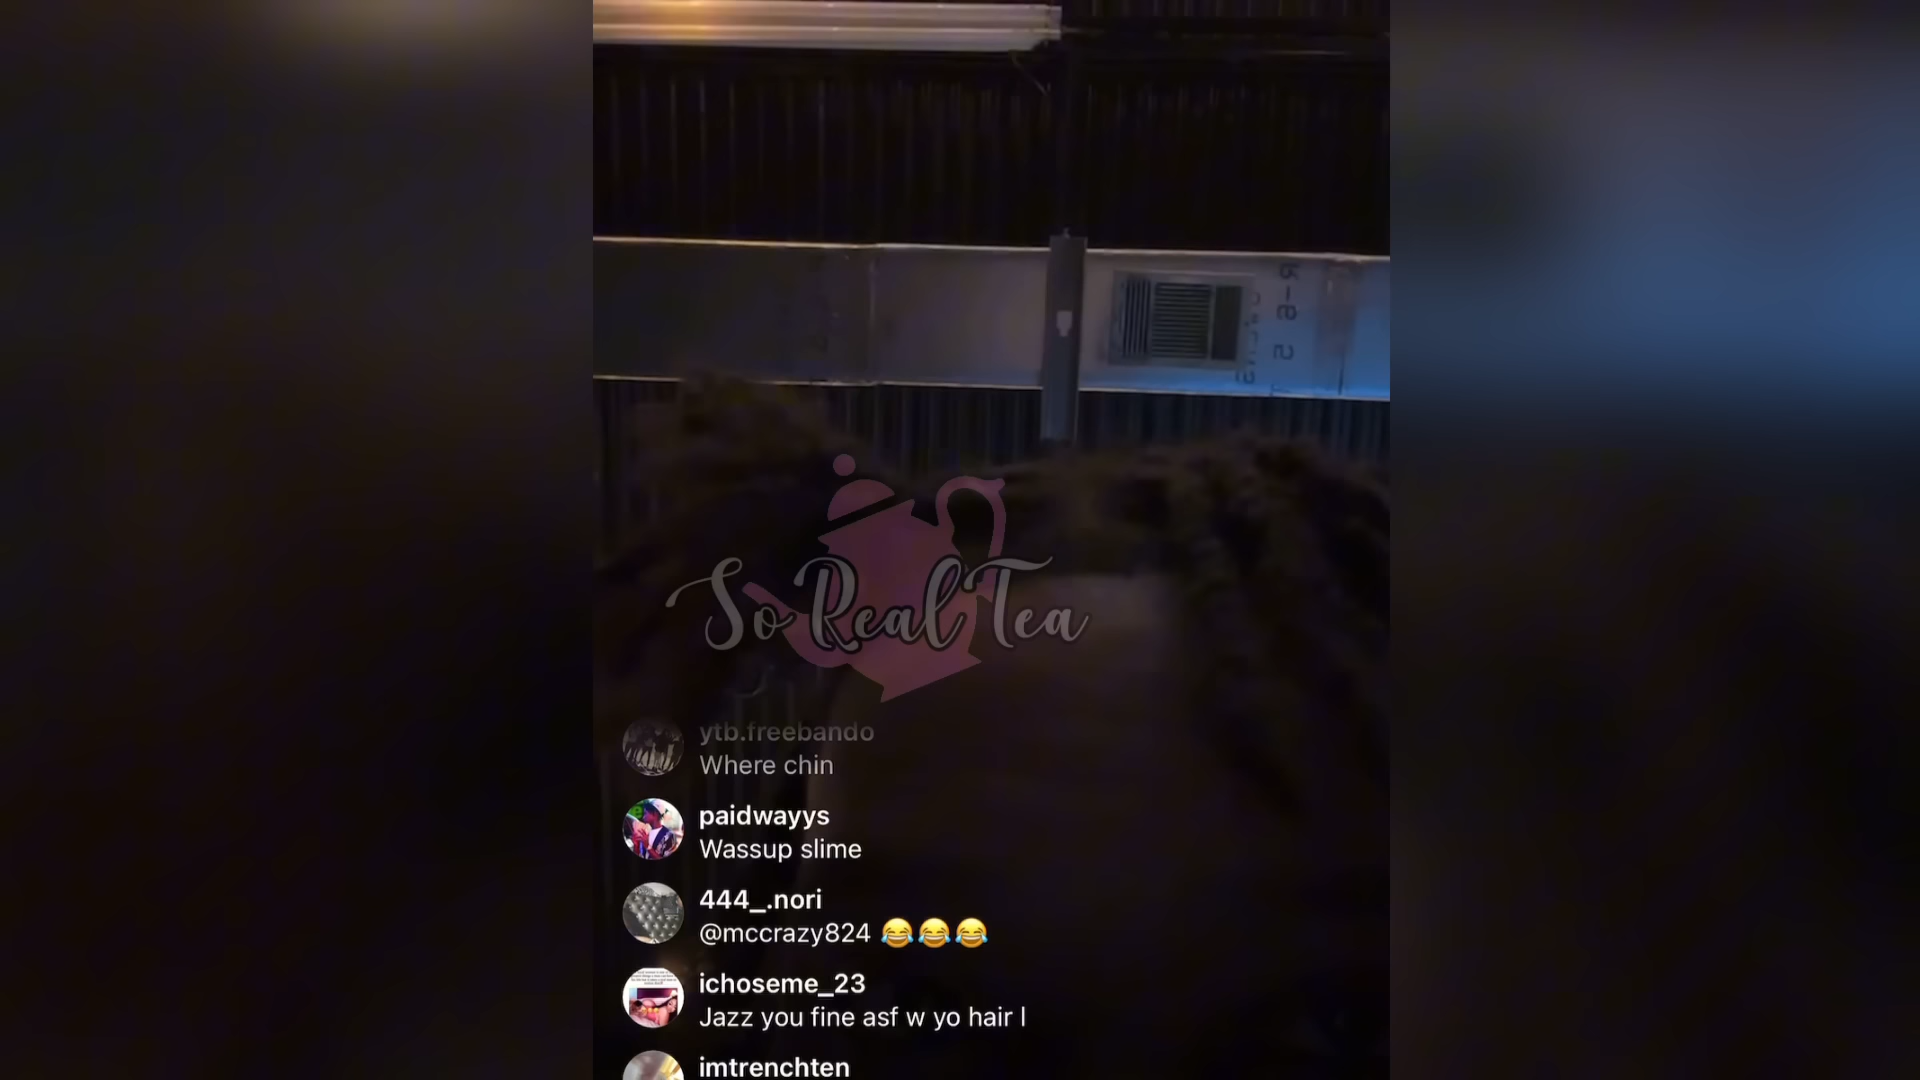 So Real Tea
ytb.freebando
Where chin
paidwayys
Wassup slime
444_.nori
@mccrazy824 😂😂😂
ichoseme_23
Jazz you fine asf w yo hair l
imtrenchten